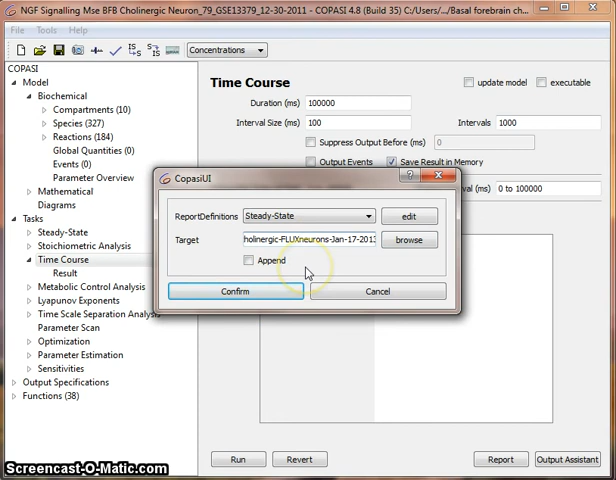 NGF Signalling Mse BFB Cholinergic Neuron_79_GSE13379_12-30-2011 - COPASI 4.8 (Build 35) C:/Users/.../Basal forebrain ch...
File Tools Help
Concentrations
COPASI
Model
Biochemical
Compartments (10)
Species (327)
Reactions (184)
Global Quantities (0)
Events (0)
Parameter Overview
Mathematical
Diagrams
Tasks
Steady-State
Stoichiometric Analysis
Time Course
Result
Metabolic Control Analysis
Lyapunov Exponents
Time Scale Separation Analysis
Parameter Scan
Optimization
Parameter Estimation
Sensitivities
Output Specifications
Functions (38)
Time Course
update model
executable
Duration (ms) 100000
Interval Size (ms) 100
Intervals 1000
Suppress Output Before (ms) 0
Output Events
Save Result in Memory
erval (ms) 0 to 100000
CopasiUI
ReportDefinitions Steady-State edit
Target holinergic-FLUXneurons-Jan-17-2013 browse
Append
Confirm Cancel
Run Revert Report Output Assistant
Screencast-O-Matic.com